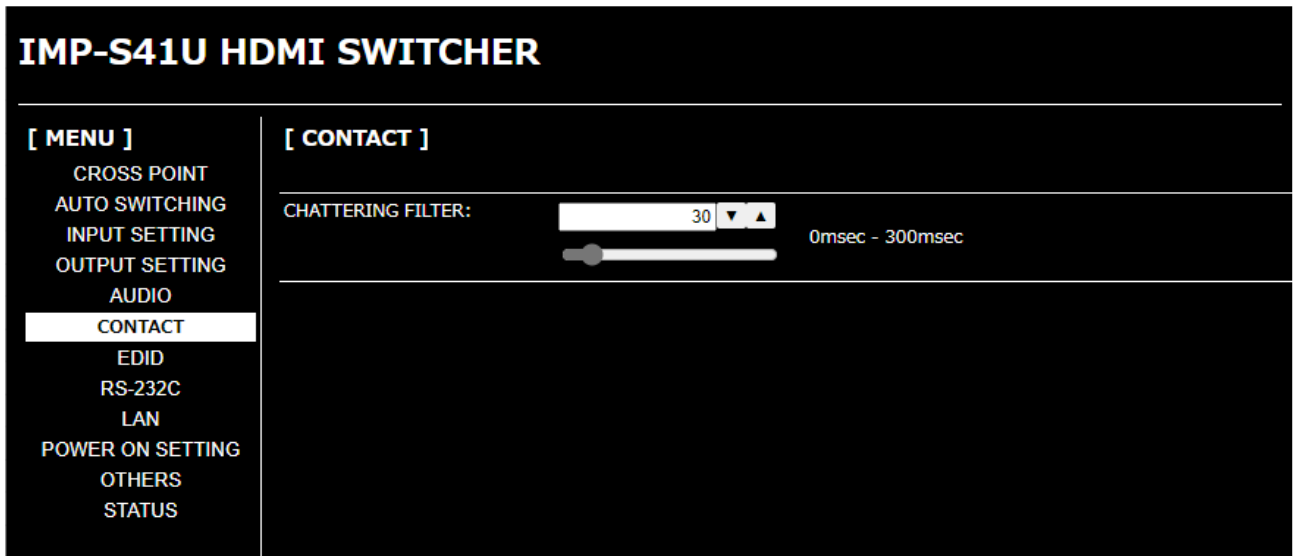 IMP-S41U HDMI SWITCHER
[ MENU ]
CROSS POINT
AUTO SWITCHING
INPUT SETTING
OUTPUT SETTING
AUDIO
CONTACT
EDID
RS-232C
LAN
POWER ON SETTING
OTHERS
STATUS
[ CONTACT ]
CHATTERING FILTER:
30 ▼ ▲
0msec - 300msec